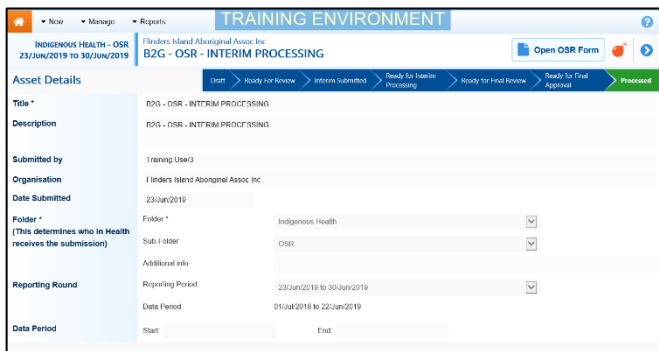 New Manage Reports TRAINING ENVIRONMENT ?
INDIGENOUS HEALTH - OSR
23/JUN/2019 TO 30/JUN/2019
Flinders Island Aboriginal Assoc Inc
B2G - OSR - INTERIM PROCESSING
Open OSR Form
Asset Details
Draft
Ready For Review
Interim Submitted
Ready for Interim
Processing
Ready for Final Review
Ready for Final
Approval
Processed
Title * B2G - OSR - INTERIM PROCESSING
Description B2G - OSR - INTERIM PROCESSING
Submitted by Training User3
Organisation Flinders Island Aboriginal Assoc Inc
Date Submitted 23/Jun/2019
Folder * Folder * Indigenous Health
(This determines who in Health
receives the submission) Sub-Folder OSR
Additional info
Reporting Round Reporting Period 23/Jun/2019 to 30/Jun/2019
Data Period 01/Jul/2018 to 22/Jun/2019
Data Period Start: End: